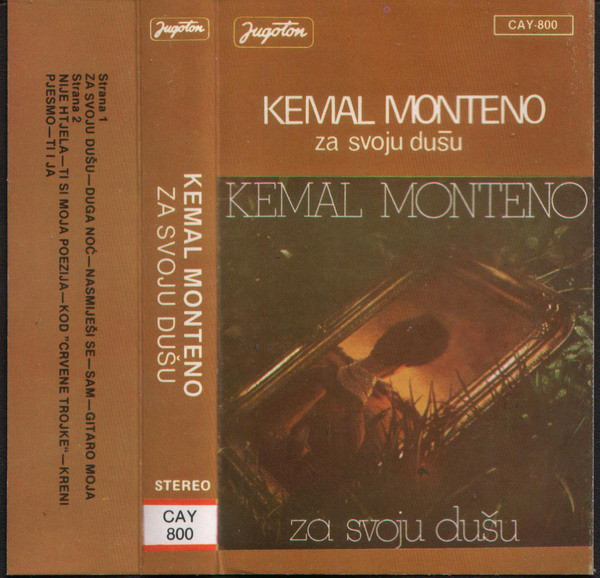 Strana 1
ZA SVOJU DUŠU—DUGA NOĆ—NASMIJEŠI SE—SAM—GITARO MOJA
Strana 2
NIJE HTJELA—TI SI MOJA POEZIJA—KOD "CRVENE TROJKE"—KRENI
PJESMO—TI I JA
Jugoton
KEMAL MONTENO
ZA SVOJU DUŠU
STEREO
CAY
800
Jugoton
CAY-800
KEMAL MONTENO
za svoju dušu
KEMAL MONTENO
za svoju dušu